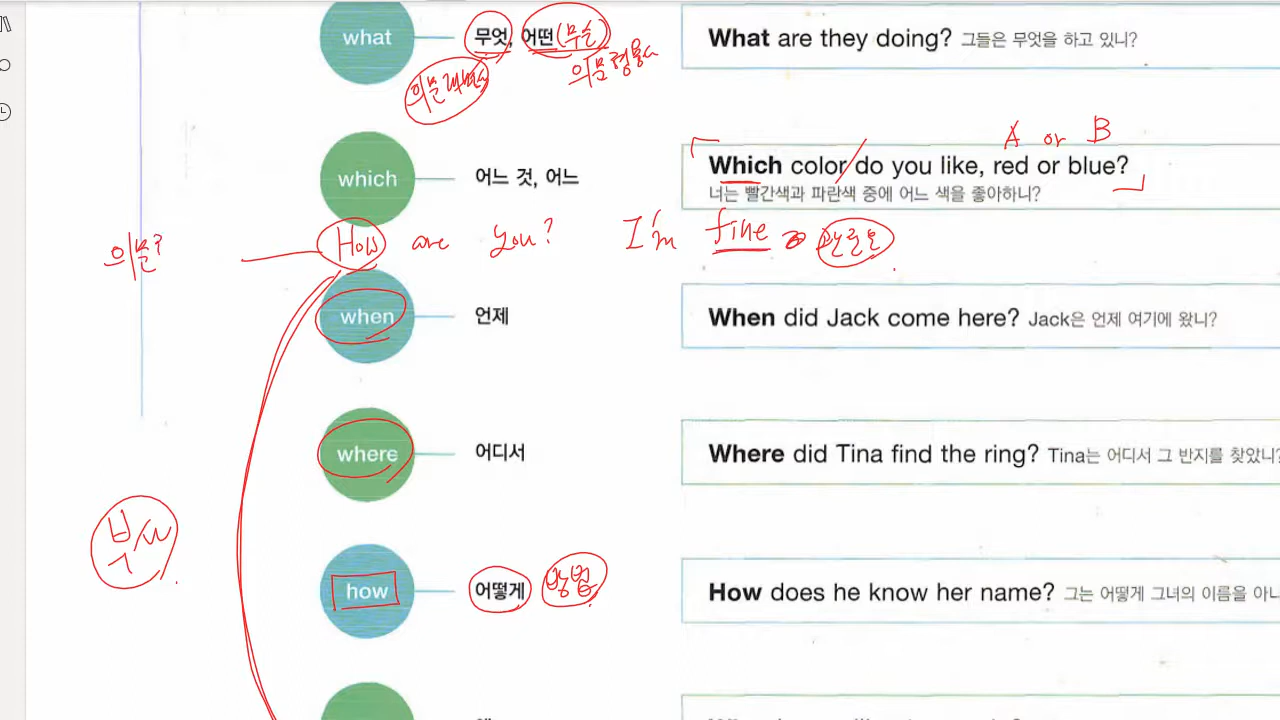 what 무엇, 어떤 (무슨) What are they doing? 그들은 무엇을 하고 있니?
의문형용사
A or B
which 어느 것, 어느 Which color do you like, red or blue?
너는 빨간색과 파란색 중에 어느 색을 좋아하니?
의문? How are you? I'm fine
when 언제 When did Jack come here? Jack은 언제 여기에 왔니?
where 어디서 Where did Tina find the ring? Tina는 어디서 그 반지를 찾았니?
부사
how 어떻게 방법 How does he know her name? 그는 어떻게 그녀의 이름을 아니